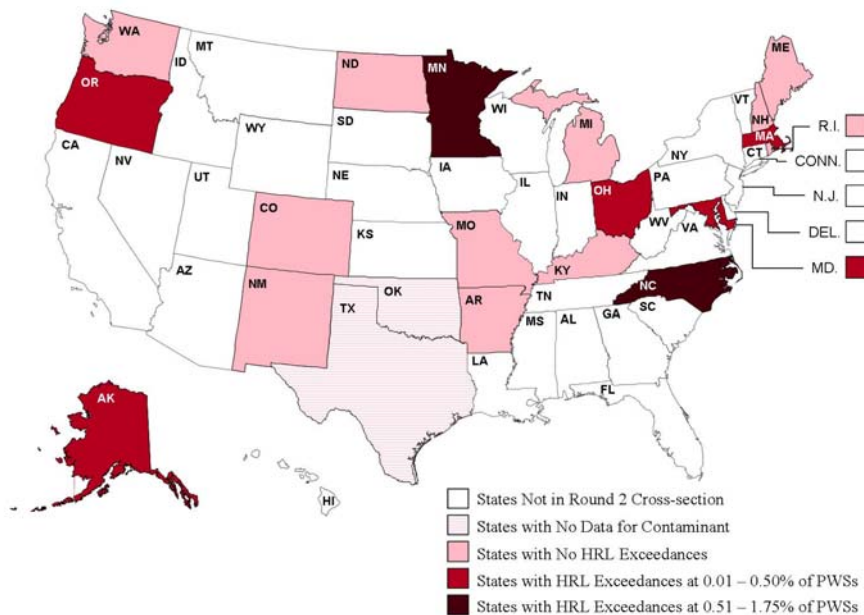 WA
MT
ND
MN
ME
OR
ID
SD
WI
VT
NH
MI
MA
R.I.
WY
CA
NV
NE
IA
NY
CT
CONN.
UT
IL
IN
OH
PA
N.J.
CO
KS
MO
WV
VA
DEL.
KY
MD.
AZ
NM
OK
AR
TN
NC
TX
MS
AL
GA
SC
LA
FL
AK
HI
States Not in Round 2 Cross-section
States with No Data for Contaminant
States with No HRL Exceedances
States with HRL Exceedances at 0.01 – 0.50% of PWSs
States with HRL Exceedances at 0.51 – 1.75% of PWSs